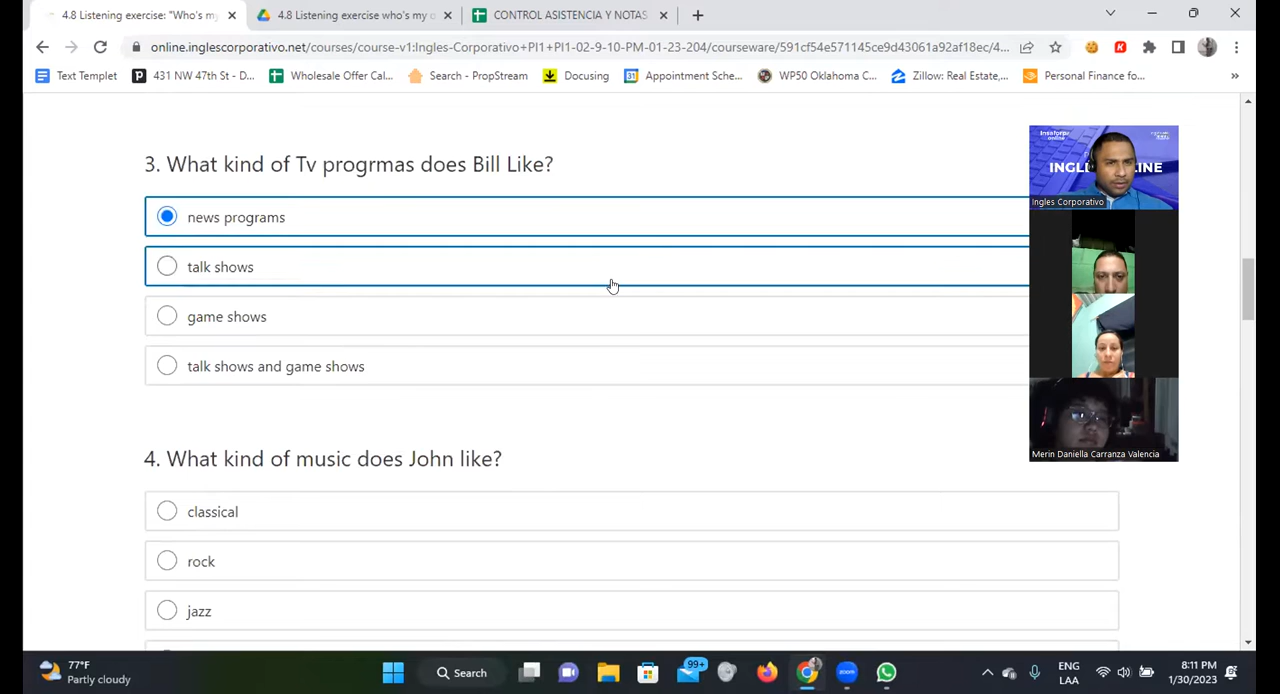 4.8 Listening exercise: "Who's my
4.8 Listening exercise who's my o
CONTROL ASISTENCIA Y NOTAS
online.inglescorporativo.net/courses/course-v1:Ingles-Corporativo+PI1+PI1-02-9-10-PM-01-23-204/courseware/591cf54e571145ce9d43061a92af18ec/4...
Text Templet
431 NW 47th St - D...
Wholesale Offer Cal...
Search - PropStream
Docusing
Appointment Sche...
WP50 Oklahoma C...
Zillow: Real Estate,...
Personal Finance fo...
»
3. What kind of Tv progrmas does Bill Like?
news programs
talk shows
game shows
talk shows and game shows
4. What kind of music does John like?
classical
rock
jazz
Ingles Corporativo
Merin Daniella Carranza Valencia
77°F
Partly cloudy
Search
99+
zoom
ENG
LAA
8:11 PM
1/30/2023